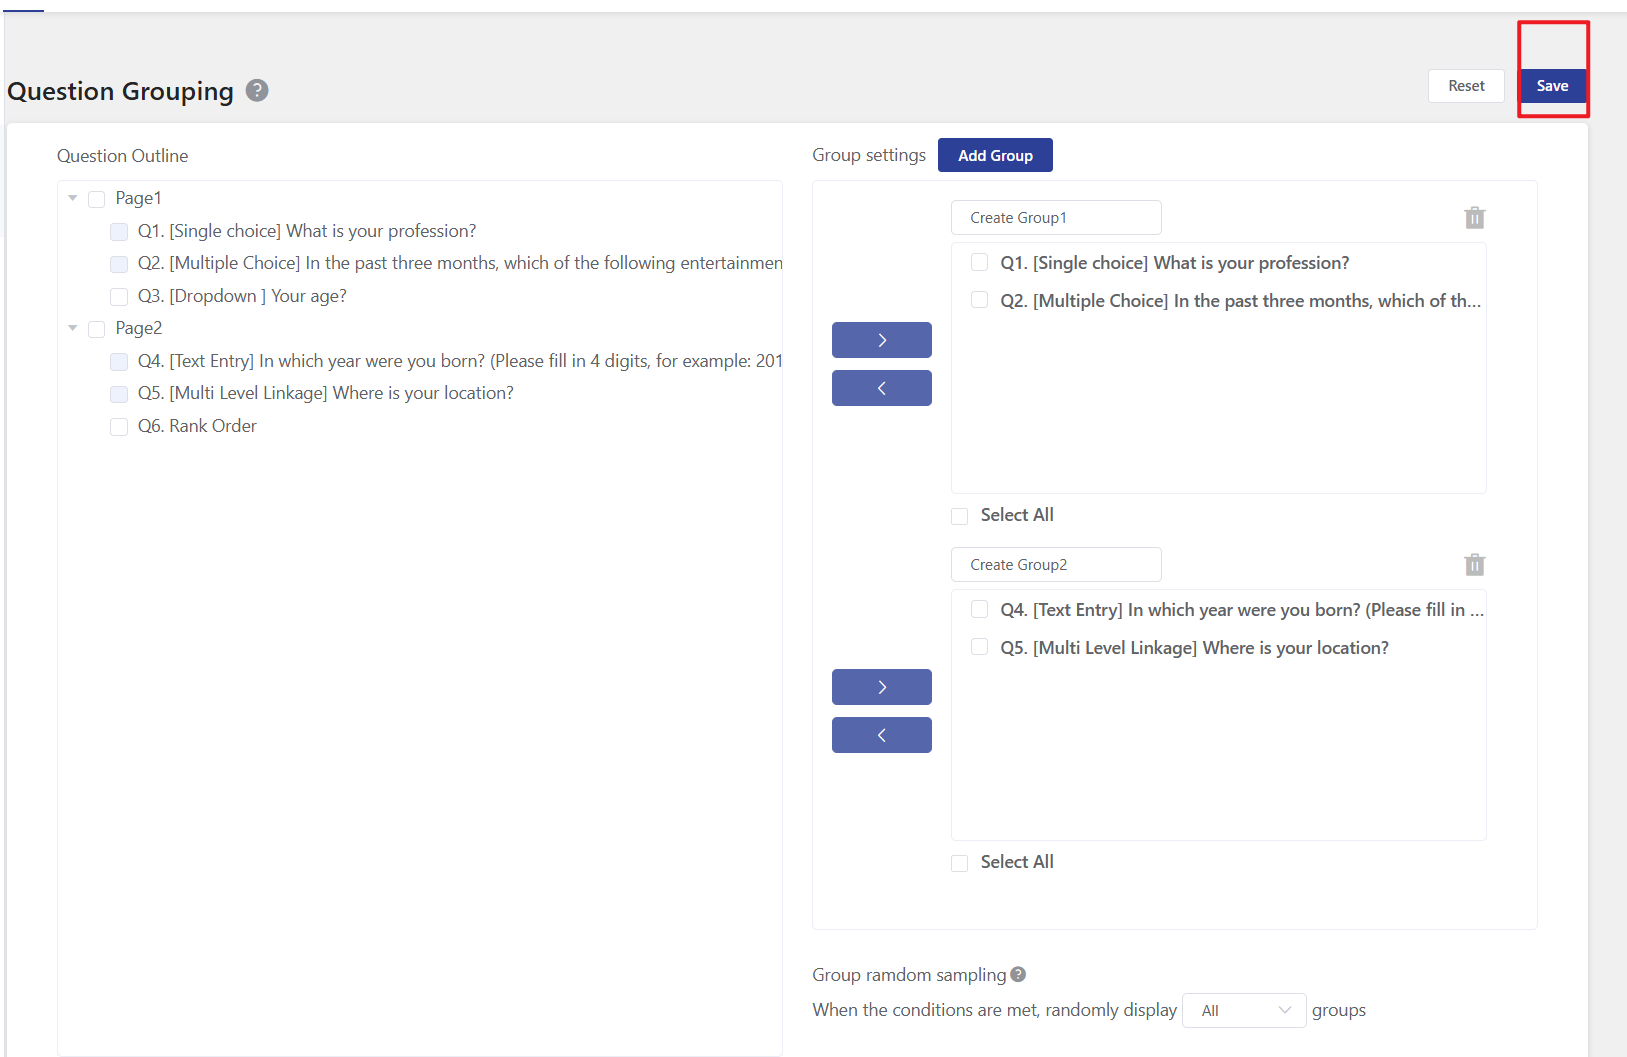 Question Grouping ?
Reset
Save
Question Outline
Page1
Q1. [Single choice] What is your profession?
Q2. [Multiple Choice] In the past three months, which of the following entertainmen
Q3. [Dropdown ] Your age?
Page2
Q4. [Text Entry] In which year were you born? (Please fill in 4 digits, for example: 201
Q5. [Multi Level Linkage] Where is your location?
Q6. Rank Order
Group settings
Add Group
Create Group1
Q1. [Single choice] What is your profession?
Q2. [Multiple Choice] In the past three months, which of th...
Select All
Create Group2
Q4. [Text Entry] In which year were you born? (Please fill in ...
Q5. [Multi Level Linkage] Where is your location?
Select All
Group ramdom sampling ?
When the conditions are met, randomly display All groups